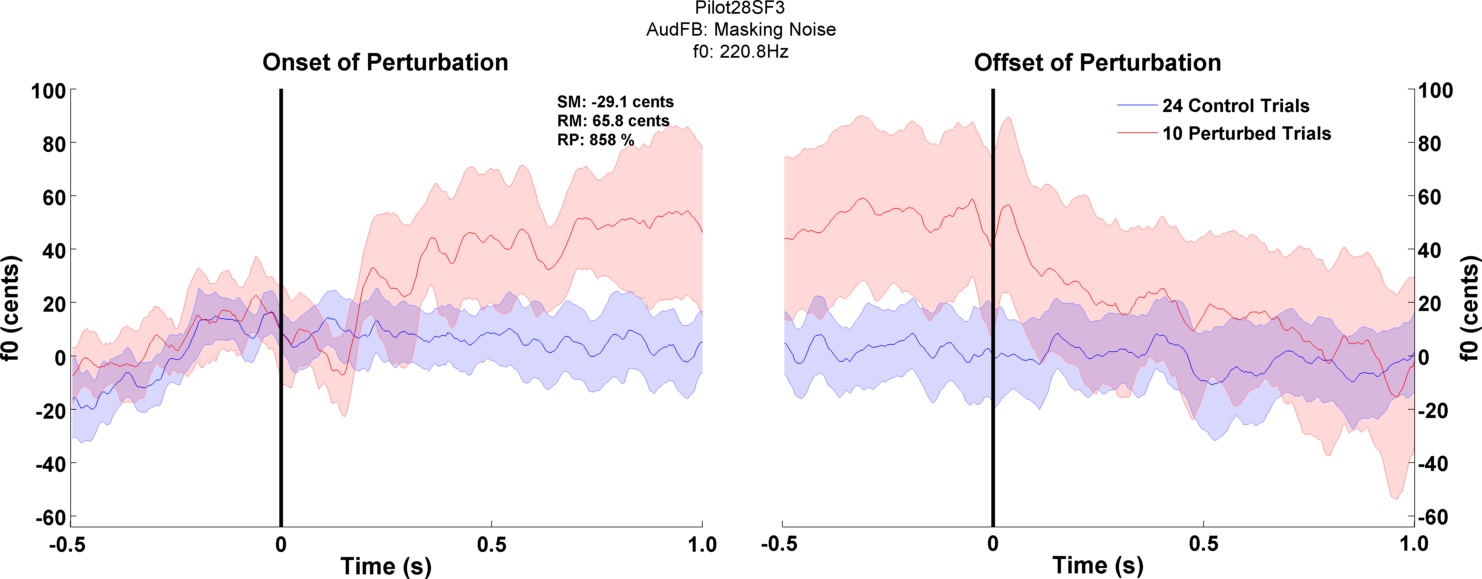 Pilot28SF3
AudFB: Masking Noise
f0: 220.8Hz
Onset of Perturbation
SM: -29.1 cents
RM: 65.8 cents
RP: 858 %
f0 (cents)
100
80
60
40
20
0
-20
-40
-60
-0.5 0 0.5 1.0
Time (s)
Offset of Perturbation
24 Control Trials
10 Perturbed Trials
100
80
60
40
20
0
-20
-40
-60
f0 (cents)
-0.5 0 0.5 1.0
Time (s)